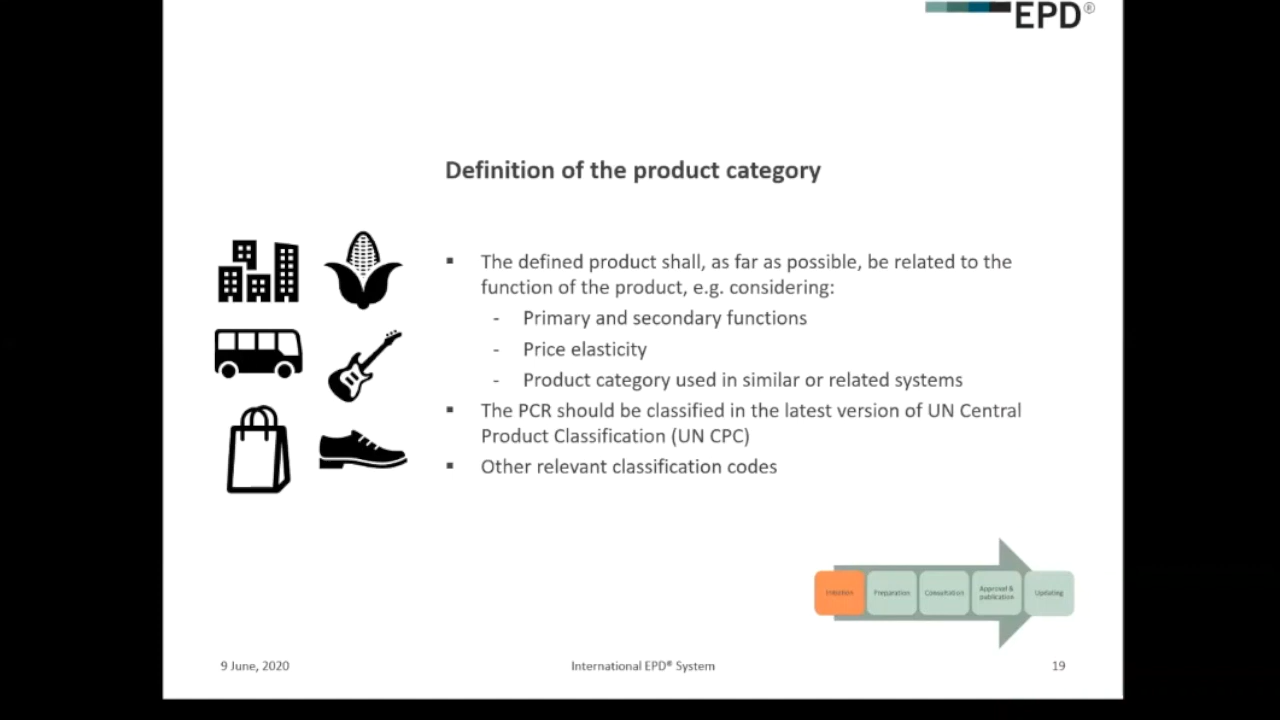 EPD®
Definition of the product category
▪ The defined product shall, as far as possible, be related to the
function of the product, e.g. considering:
- Primary and secondary functions
- Price elasticity
- Product category used in similar or related systems
▪ The PCR should be classified in the latest version of UN Central
Product Classification (UN CPC)
▪ Other relevant classification codes
Initiation
Preparation
Consultation
Approval &
publication
Updating
9 June, 2020
International EPD® System
19